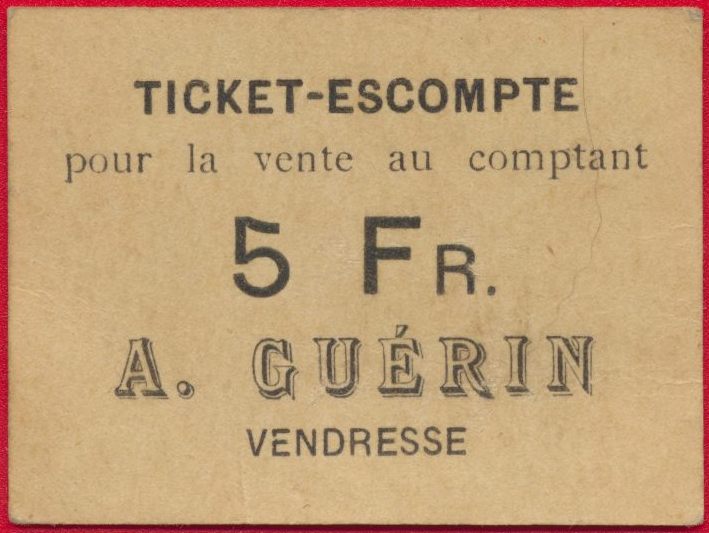 TICKET-ESCOMPTE
pour la vente au comptant
5 FR.
A. GUÉRIN
VENDRESSE